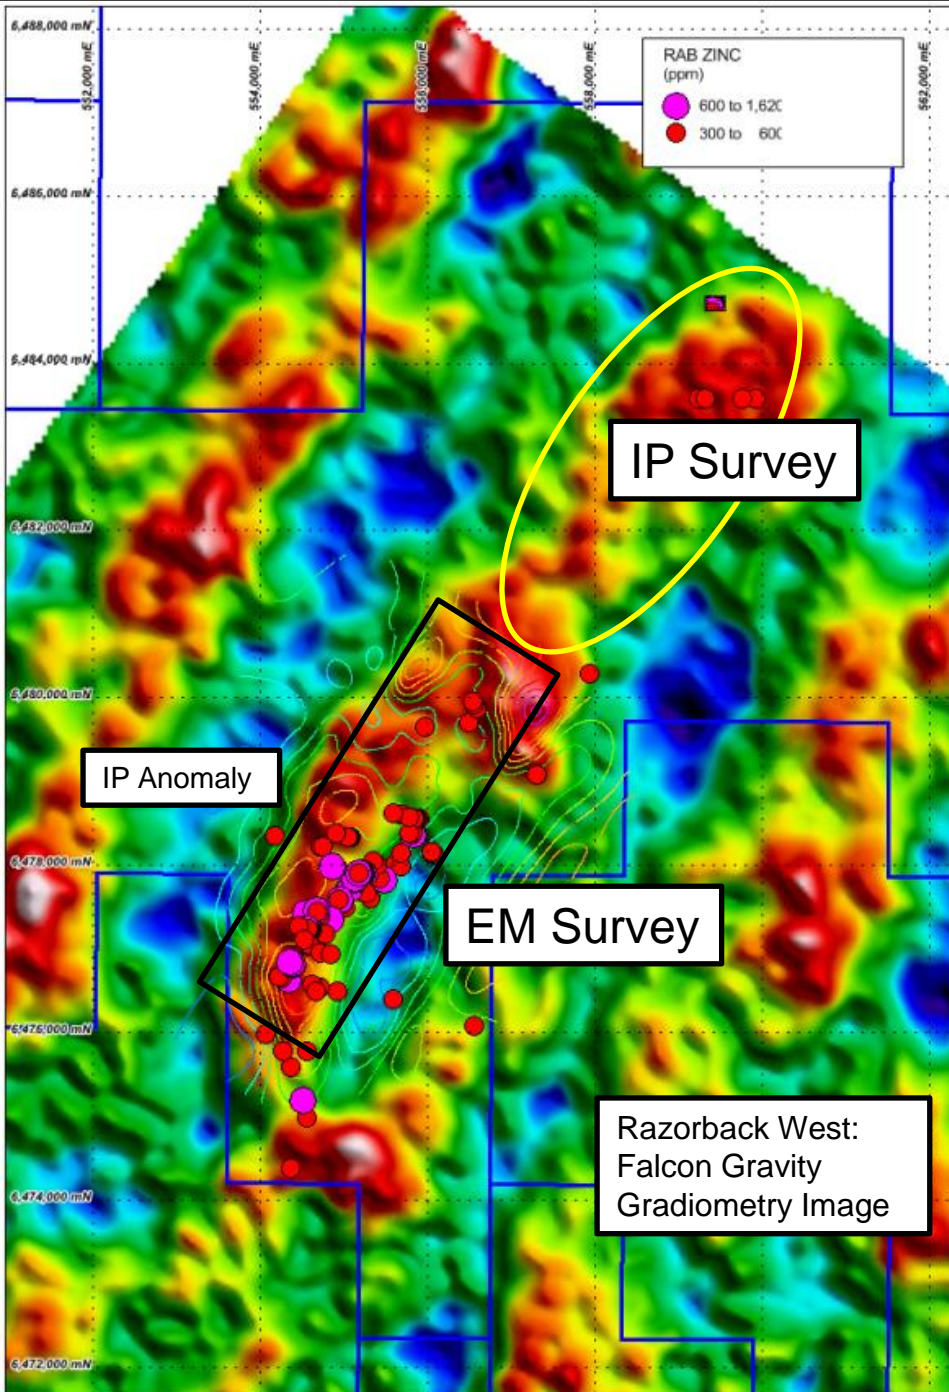 6,488,000 mN
552,000 mE
554,000 mE
556,000 mE
558,000 mE
562,000 mE
RAB ZINC
(ppm)
600 to 1,620
300 to 600
6,486,000 mN
6,484,000 mN
IP Survey
6,482,000 mN
6,480,000 mN
IP Anomaly
6,478,000 mN
EM Survey
6,476,000 mN
Razorback West:
Falcon Gravity
Gradiometry Image
6,474,000 mN
6,472,000 mN